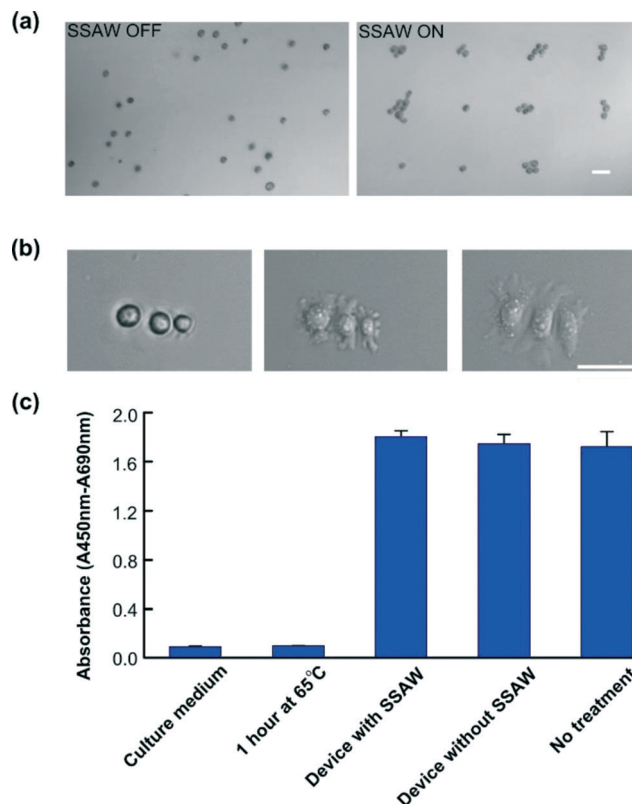 (a)
SSAW OFF
SSAW ON
(b)
(c)
Absorbance (A450nm-A690nm)
2.0
1.6
1.2
0.8
0.4
0.0
Culture medium
1 hour at 65°C
Device with SSAW
Device without SSAW
No treatment